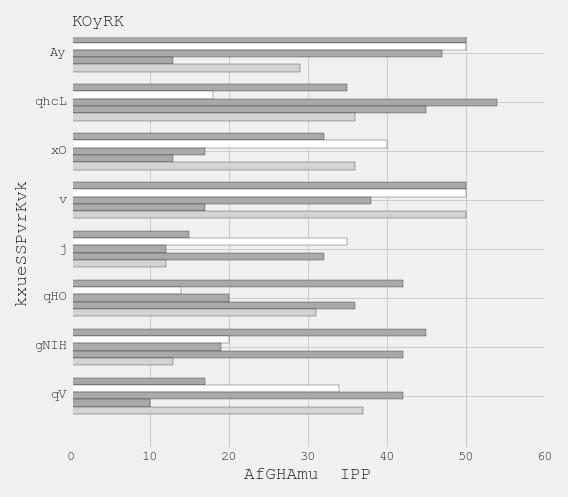 KOyRK
Ay
qhcL
xO
v
j
qHO
gNIH
qV
kxueSSPvrKvk
0 10 20 30 40 50 60
AfGHAmu IPP